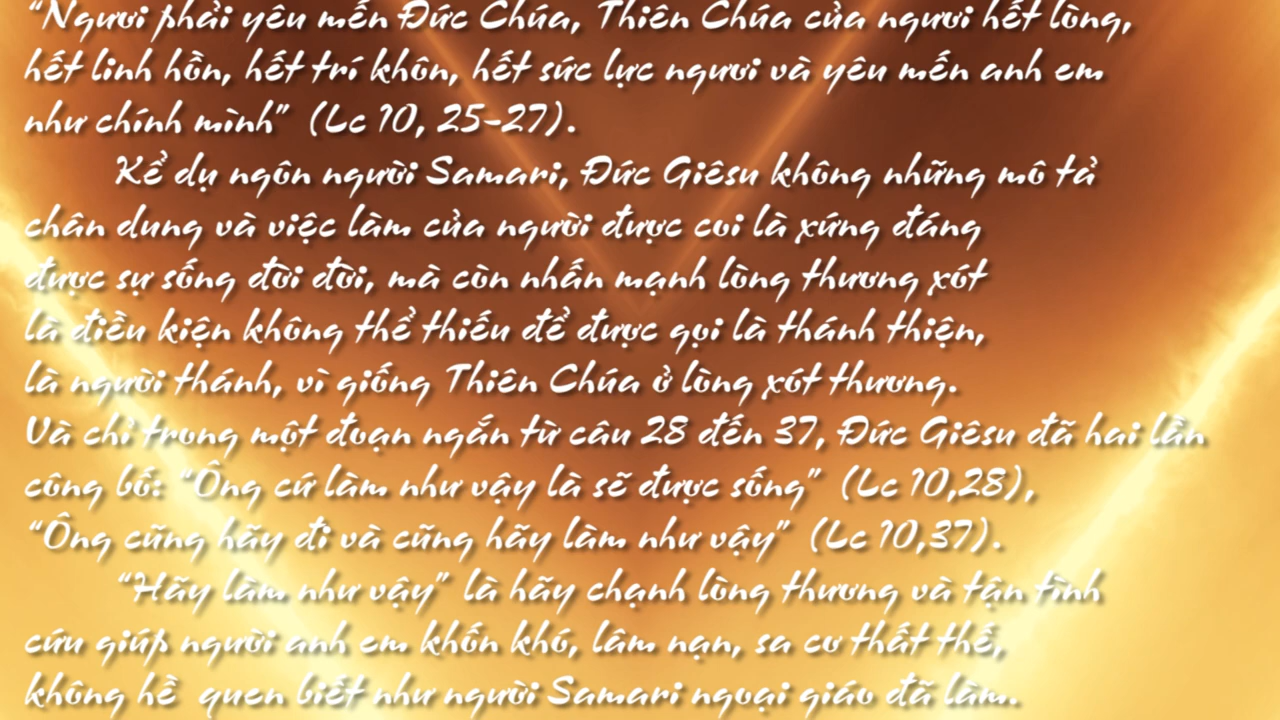 “Ngươi phải yêu mến Đức Chúa, Thiên Chúa của ngươi hết lòng,
hết linh hồn, hết trí khôn, hết sức lực ngươi và yêu mến anh em
như chính mình” (Lc 10, 25-27).
Kể dụ ngôn người Samari, Đức Giêsu không những mô tả
chân dung và việc làm của người được coi là xứng đáng
được sự sống đời đời, mà còn nhấn mạnh lòng thương xót
là điều kiện không thể thiếu để được gọi là thánh thiện,
là người thánh, vì giống Thiên Chúa ở lòng xót thương.
Và chỉ trong một đoạn ngắn từ câu 28 đến 37, Đức Giêsu đã hai lần
công bố: “Ông cứ làm như vậy là sẽ được sống” (Lc 10,28),
“Ông cũng hãy đi và cũng hãy làm như vậy” (Lc 10,37).
“Hãy làm như vậy” là hãy chạnh lòng thương và tận tình
cứu giúp người anh em khốn khó, lâm nạn, sa cơ thất thế,
không hề quen biết như người Samari ngoại giáo đã làm.